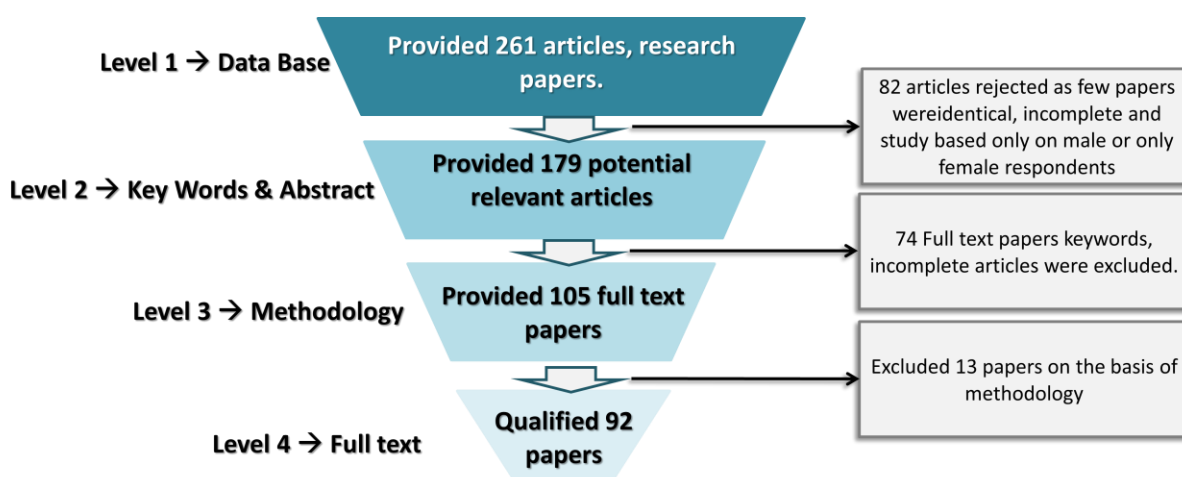 Level 1 → Data Base
Provided 261 articles, research
papers.
82 articles rejected as few papers
wereidentical, incomplete and
study based only on male or only
female respondents
Level 2 → Key Words & Abstract
Provided 179 potential
relevant articles
74 Full text papers keywords,
incomplete articles were excluded.
Level 3 → Methodology
Provided 105 full text
papers
Excluded 13 papers on the basis of
methodology
Level 4 → Full text
Qualified 92
papers